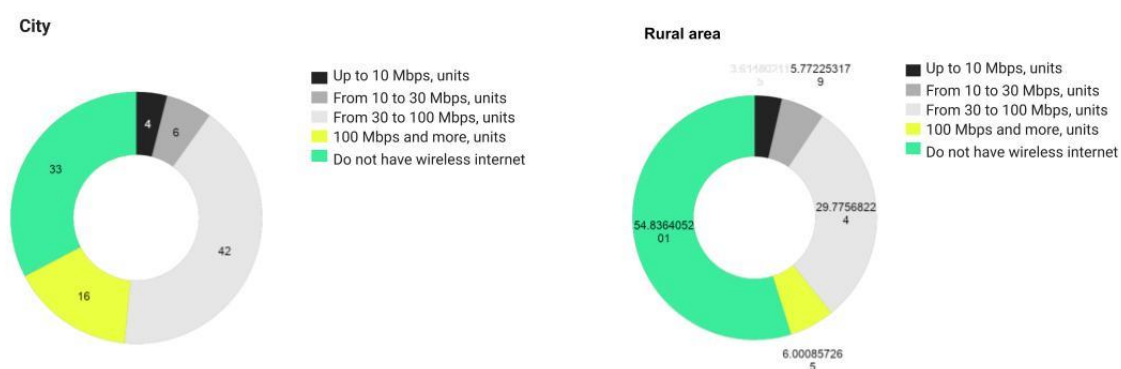 City
Up to 10 Mbps, units
From 10 to 30 Mbps, units
From 30 to 100 Mbps, units
100 Mbps and more, units
Do not have wireless internet
4
6
33
42
16
Rural area
5.77225317
9
Up to 10 Mbps, units
From 10 to 30 Mbps, units
From 30 to 100 Mbps, units
100 Mbps and more, units
Do not have wireless internet
29.7756822
4
54.8364052
01
6.00085726
5